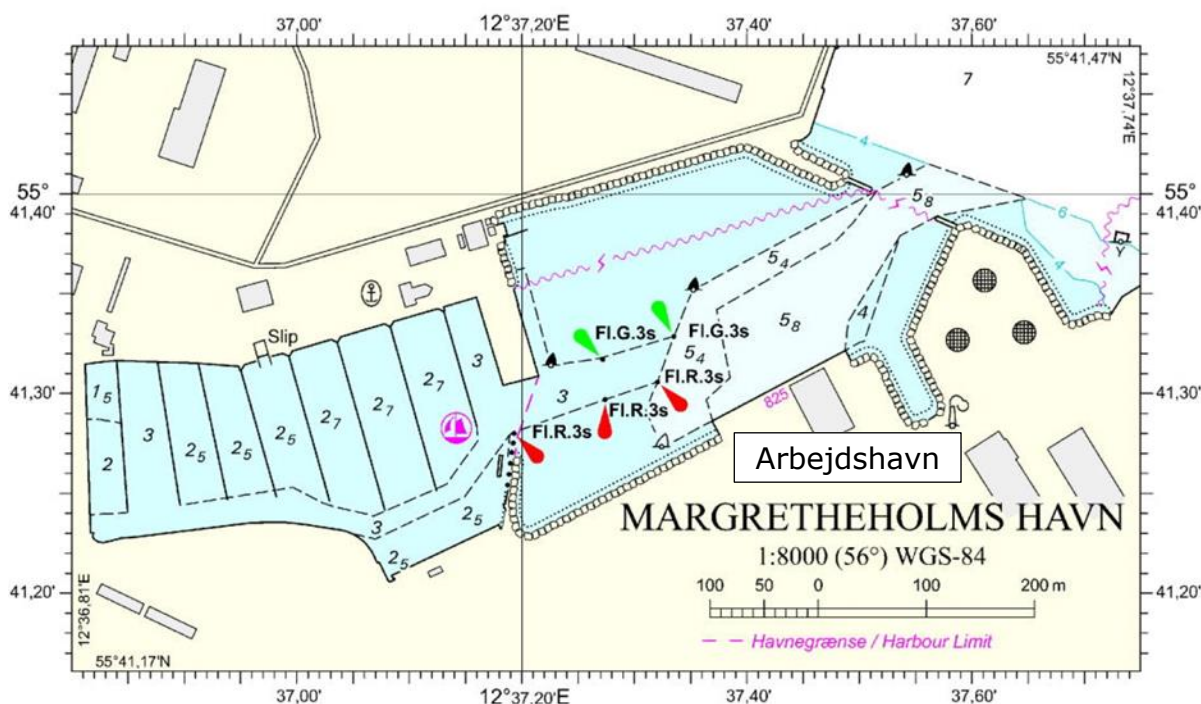 37,00' 12°37,20'E 37,40' 37,60'
55°41,47'N
12°37,74'E
7
4
55°
41,40'
5₈
6
4
Y
55°
41,40'
5₄
Fl.G.3s
Fl.G.3s
5₈
4
Slip
3
2₇
2₇
2₇
2₅
5₄
41,30'
1₅
3
Fl.R.3s
Fl.R.3s
Fl.R.3s
825
41,30'
3
2₅
2₅
2
Arbejdshavn
3
2₅
2₅
MARGRETHEHOLMS HAVN
1:8000 (56°) WGS-84
41,20'
100 50 0 100 200 m
41,20'
12°36,81'E
Havnegrænse / Harbour Limit
55°41,17'N
37,00' 12°37,20'E 37,40' 37,60'